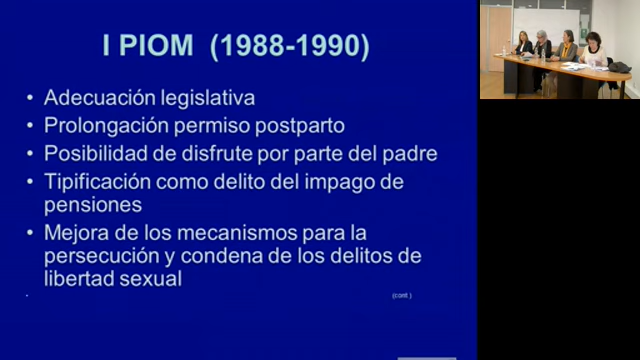 I PIOM (1988-1990)
• Adecuación legislativa
• Prolongación permiso postparto
• Posibilidad de disfrute por parte del padre
• Tipificación como delito del impago de
pensiones
• Mejora de los mecanismos para la
persecución y condena de los delitos de
libertad sexual
(cont.)